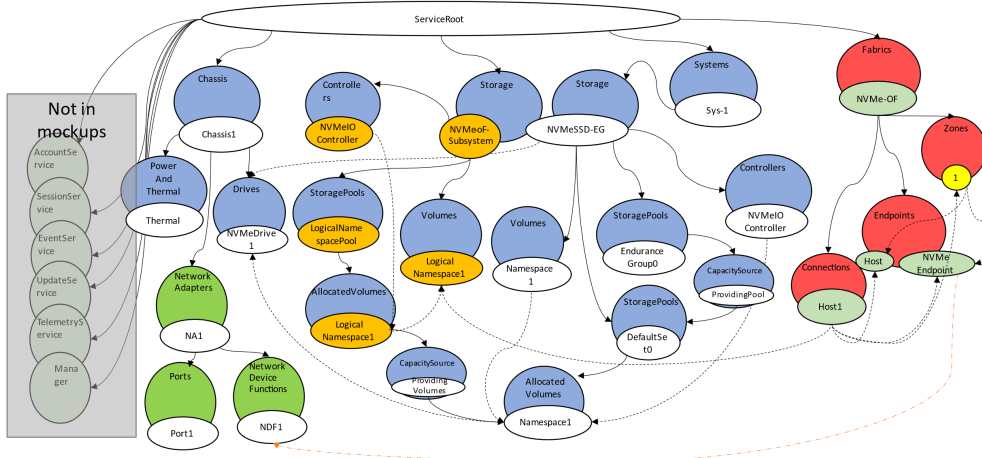 ServiceRoot
Not in
mockups
AccountSe
rvice
SessionSer
vice
EventSer
vice
UpdateSe
rvice
TelemetryS
ervice
Mana
ger
Chassis
Chassis1
Power
And
Thermal
Thermal
Drives
NVMeDrive
1
Network
Adapters
NA1
Ports
Port1
Network
Device
Functions
NDF1
Controlle
rs
NVMeIO
Controller
Storage
NVMeoF-
Subsystem
StoragePools
LogicalName
spacePool
AllocatedVolumes
Logical
Namespace1
Volumes
Logical
Namespace1
CapacitySource
Providing
Volumes
Storage
NVMeSSD-EG
Volumes
Namespace
1
StoragePools
Endurance
Group0
CapacitySource
ProvidingPool
StoragePools
DefaultSe
t0
Allocated
Volumes
Namespace1
Systems
Sys-1
Controllers
NVMeIO
Controller
Fabrics
NVMe-OF
Zones
1
Endpoints
Host
NVMe
Endpoint
Connections
Host1